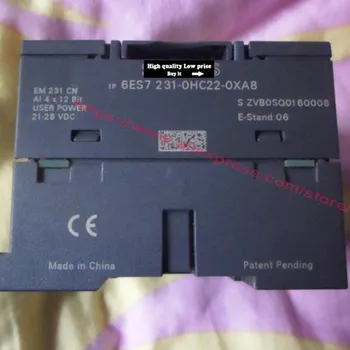 High quality Low price
Buy it
S
EM 231 CN
AI 4 x 12 Bit
USER POWER
21-28 VDC
1P 6ES7 231-0HC22-0XA8
S ZVB0SQ0160008
E-Stand 06
CE
Made in China
Patent Pending